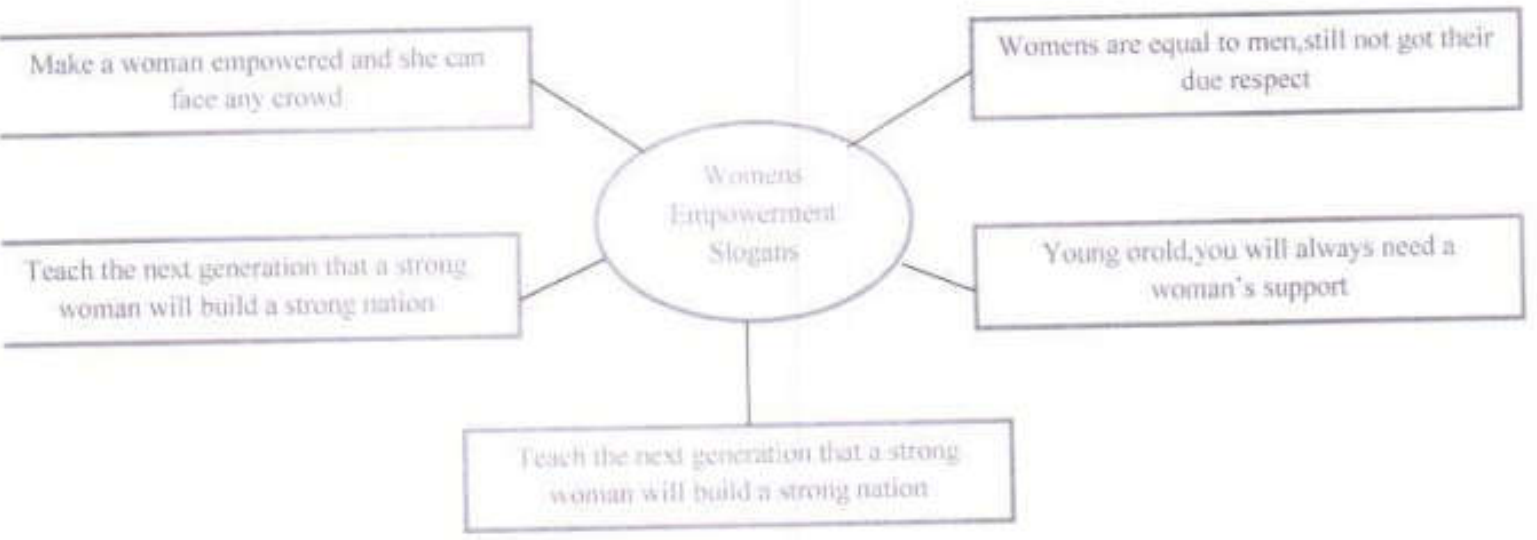 Make a woman empowered and she can
face any crowd
Womens are equal to men,still not got their
due respect
Womens
Empowerment
Slogans
Teach the next generation that a strong
woman will build a strong nation
Young orold,you will always need a
woman's support
Teach the next generation that a strong
woman will build a strong nation